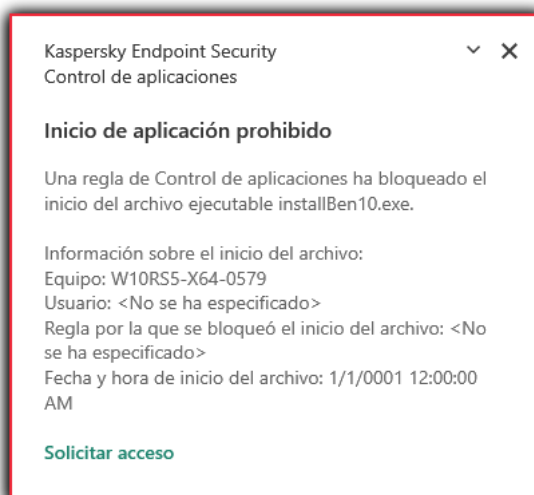 Kaspersky Endpoint Security
Control de aplicaciones
Inicio de aplicación prohibido
Una regla de Control de aplicaciones ha bloqueado el
inicio del archivo ejecutable installBen10.exe.
Información sobre el inicio del archivo:
Equipo: W10RS5-X64-0579
Usuario: <No se ha especificado>
Regla por la que se bloqueó el inicio del archivo: <No
se ha especificado>
Fecha y hora de inicio del archivo: 1/1/0001 12:00:00
AM
Solicitar acceso